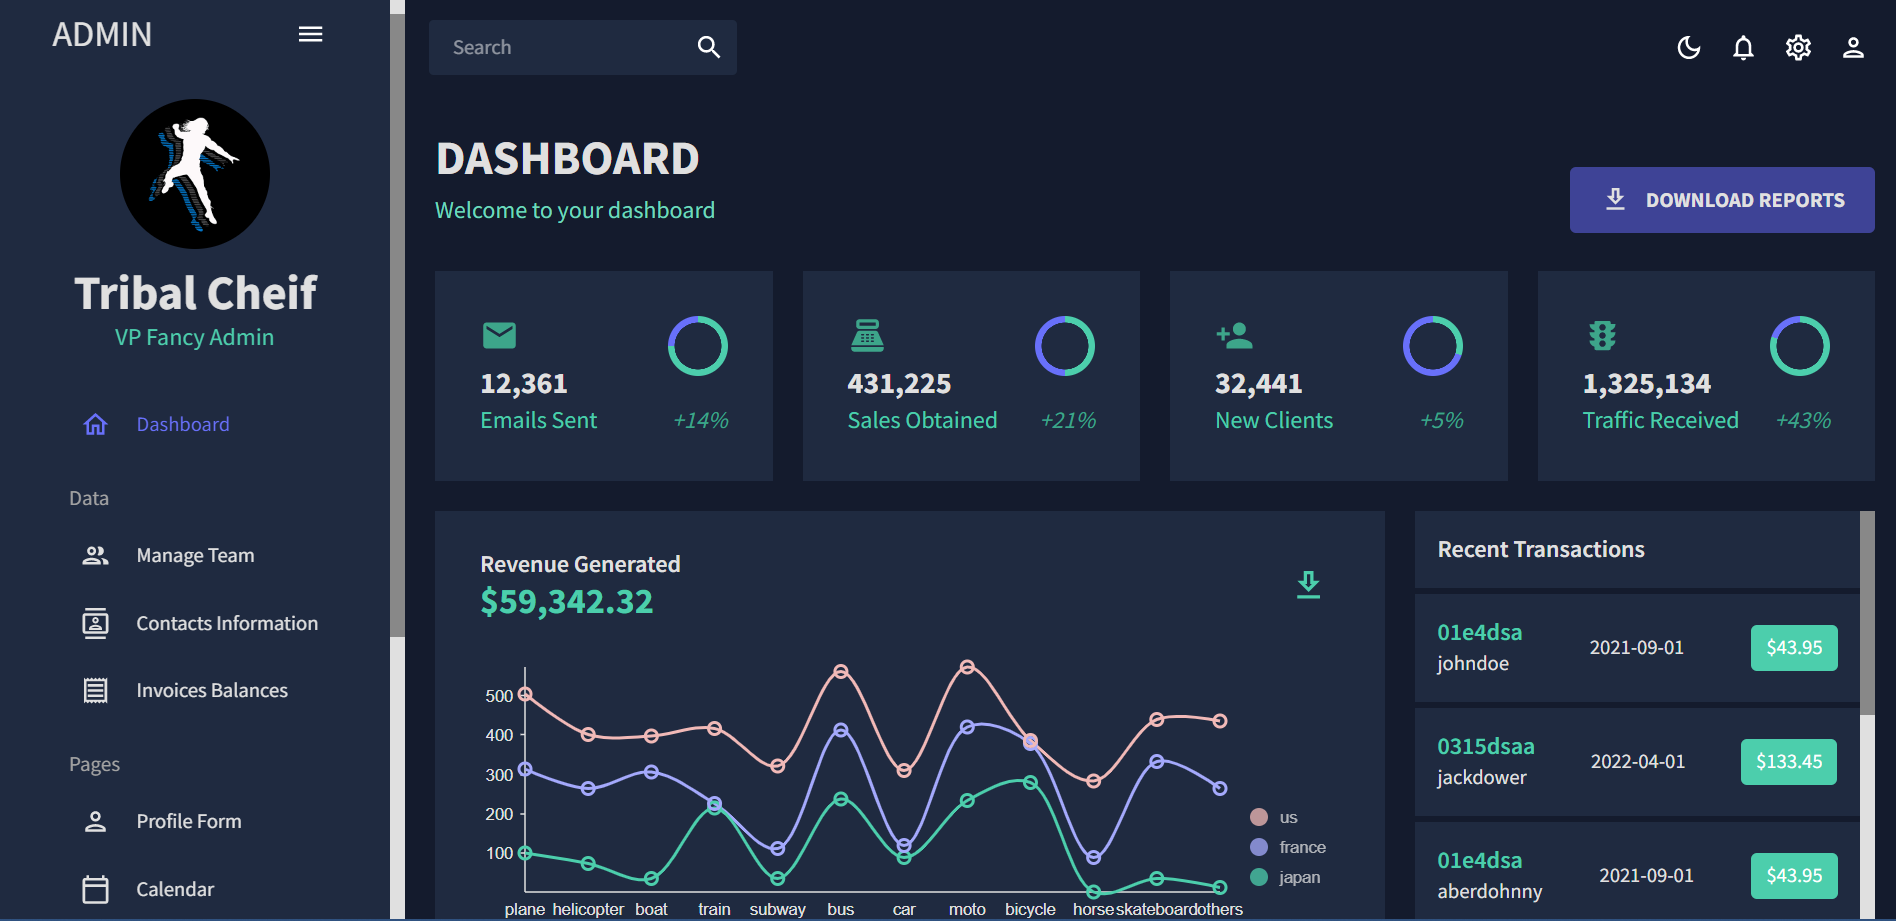 ADMIN
Search
Tribal Cheif
VP Fancy Admin
Dashboard
Data
Manage Team
Contacts Information
Invoices Balances
Pages
Profile Form
Calendar
DASHBOARD
Welcome to your dashboard
DOWNLOAD REPORTS
12,361
Emails Sent +14%
431,225
Sales Obtained +21%
32,441
New Clients +5%
1,325,134
Traffic Received +43%
Revenue Generated
$59,342.32
500
400
300
200
100
plane helicopter boat train subway bus car moto bicycle horse skateboard others
us
france
japan
Recent Transactions
01e4dsa
johndoe
2021-09-01
$43.95
0315dsaa
jackdower
2022-04-01
$133.45
01e4dsa
aberdohnny
2021-09-01
$43.95